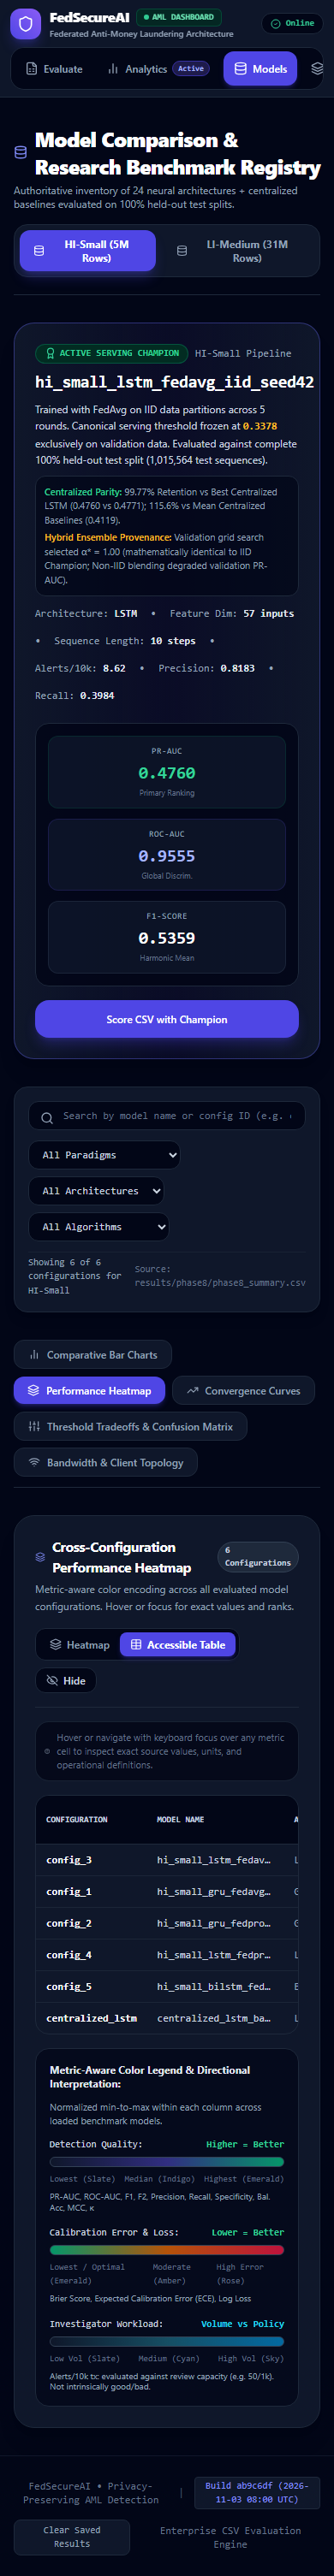 FedSecureAI
AML DASHBOARD
Federated Anti-Money Laundering Architecture
Online
Evaluate
Analytics
Active
Models
Model Comparison &
Research Benchmark Registry
Authoritative inventory of 24 neural architectures + centralized
baselines evaluated on 100% held-out test splits.
HI-Small (5M
Rows)
LI-Medium (31M
Rows)
ACTIVE SERVING CHAMPION
HI-Small Pipeline
hi_small_lstm_fedavg_iid_seed42
Trained with FedAvg on IID data partitions across 5
rounds. Canonical serving threshold frozen at 0.3378
exclusively on validation data. Evaluated against complete
100% held-out test split (1,015,564 test sequences).
Centralized Parity: 99.77% Retention vs Best Centralized
LSTM (0.4760 vs 0.4771); 115.6% vs Mean Centralized
Baselines (0.4119).
Hybrid Ensemble Provenance: Validation grid search
selected α* = 1.00 (mathematically identical to IID
Champion; Non-IID blending degraded validation PR-
AUC).
Architecture: LSTM • Feature Dim: 57 inputs
• Sequence Length: 10 steps •
Alerts/10k: 8.62 • Precision: 0.8183 •
Recall: 0.3984
PR-AUC
0.4760
Primary Ranking
ROC-AUC
0.9555
Global Discrim.
F1-SCORE
0.5359
Harmonic Mean
Score CSV with Champion
Search by model name or config ID (e.g.
All Paradigms
All Architectures
All Algorithms
Showing 6 of 6
configurations for
HI-Small
Source:
results/phase8/phase8_summary.csv
Comparative Bar Charts
Performance Heatmap
Convergence Curves
Threshold Tradeoffs & Confusion Matrix
Bandwidth & Client Topology
Cross-Configuration
Performance Heatmap
6
Configurations
Metric-aware color encoding across all evaluated model
configurations. Hover or focus for exact values and ranks.
Heatmap
Accessible Table
Hide
Hover or navigate with keyboard focus over any metric
cell to inspect exact source values, units, and
operational definitions.
CONFIGURATION MODEL NAME
config_3 hi_small_lstm_fedav…
config_1 hi_small_gru_fedavg…
config_2 hi_small_gru_fedpro…
config_4 hi_small_lstm_fedpr…
config_5 hi_small_bilstm_fed…
centralized_lstm centralized_lstm_ba…
Metric-Aware Color Legend & Directional
Interpretation:
Normalized min-to-max within each column across
loaded benchmark models.
Detection Quality: Higher = Better
Lowest (Slate) Median (Indigo) Highest (Emerald)
PR-AUC, ROC-AUC, F1, F2, Precision, Recall, Specificity, Bal.
Acc, MCC, κ
Calibration Error & Loss: Lower = Better
Lowest / Optimal
(Emerald)
Moderate
(Amber)
High Error
(Rose)
Brier Score, Expected Calibration Error (ECE), Log Loss
Investigator Workload: Volume vs Policy
Low Vol (Slate) Medium (Cyan) High Vol (Sky)
Alerts/10k tx: evaluated against review capacity (e.g. 50/1k).
Not intrinsically good/bad.
FedSecureAI • Privacy-
Preserving AML Detection
|
Build ab9c6df (2026-
11-03 08:00 UTC)
Clear Saved
Results
Enterprise CSV Evaluation
Engine